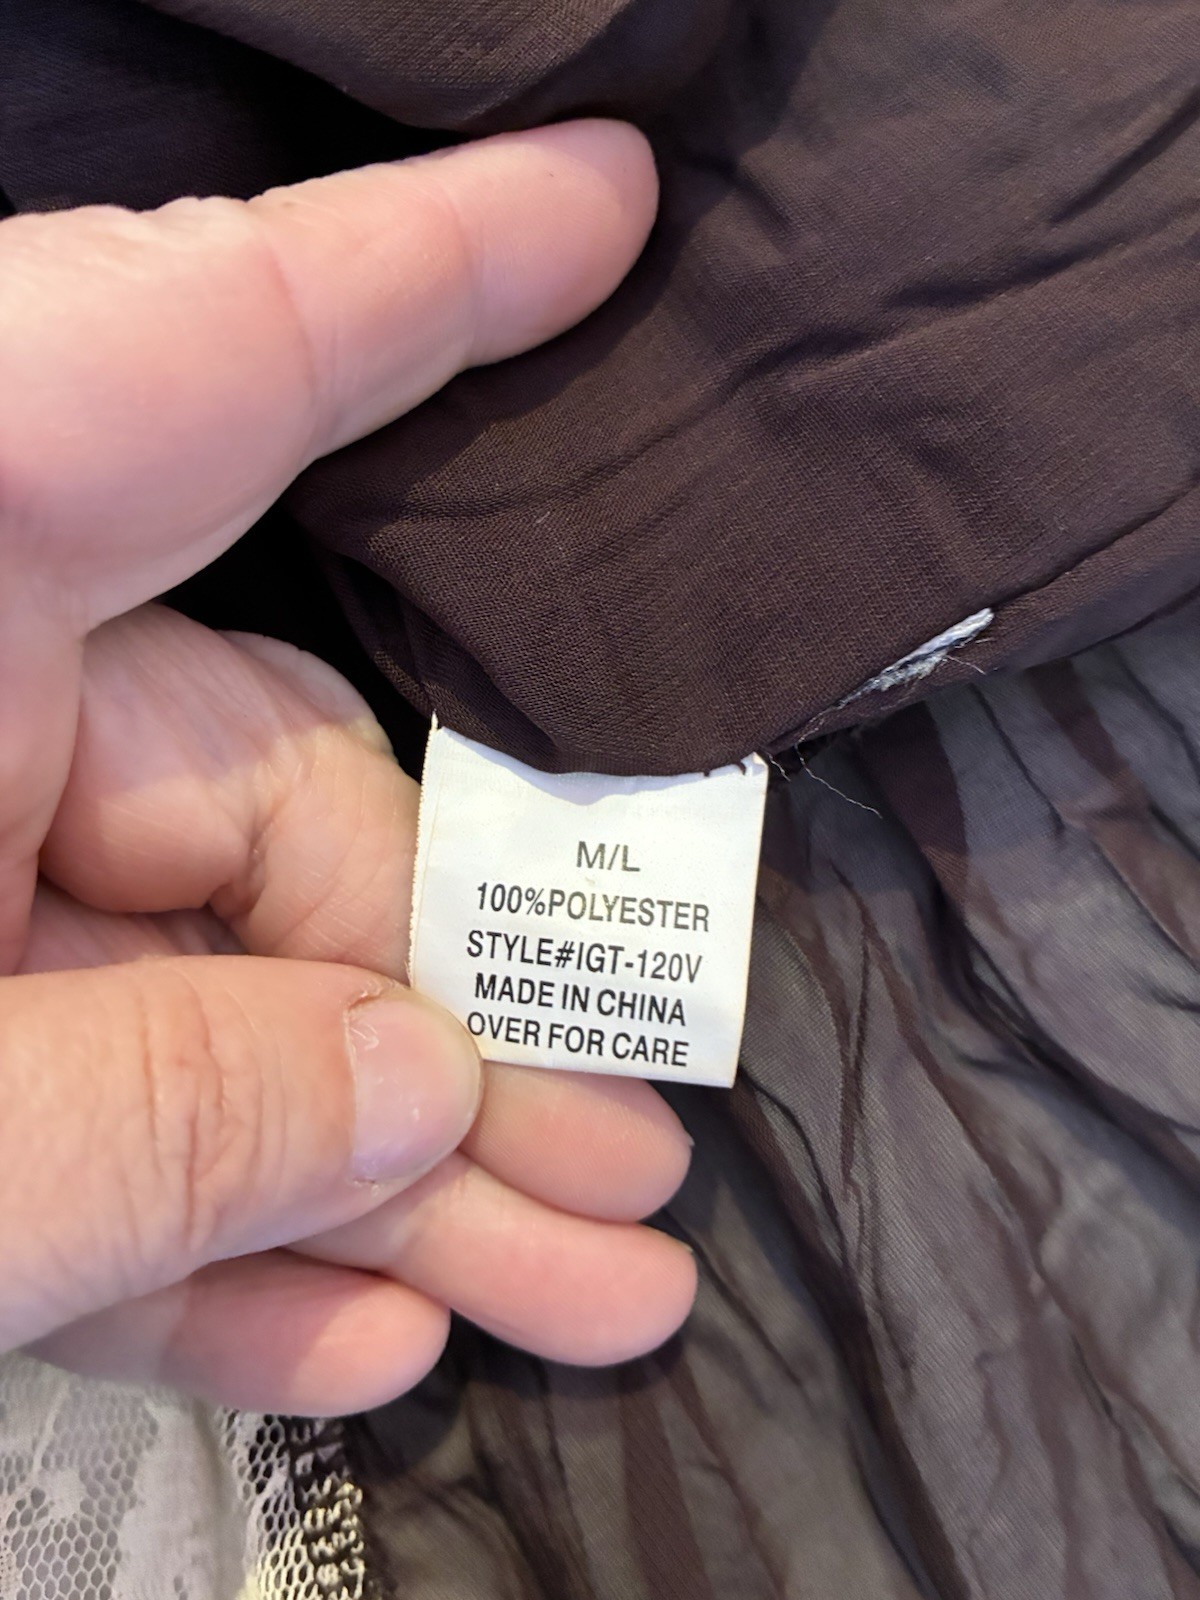 M/L
100%POLYESTER
STYLE#IGT-120V
MADE IN CHINA
OVER FOR CARE